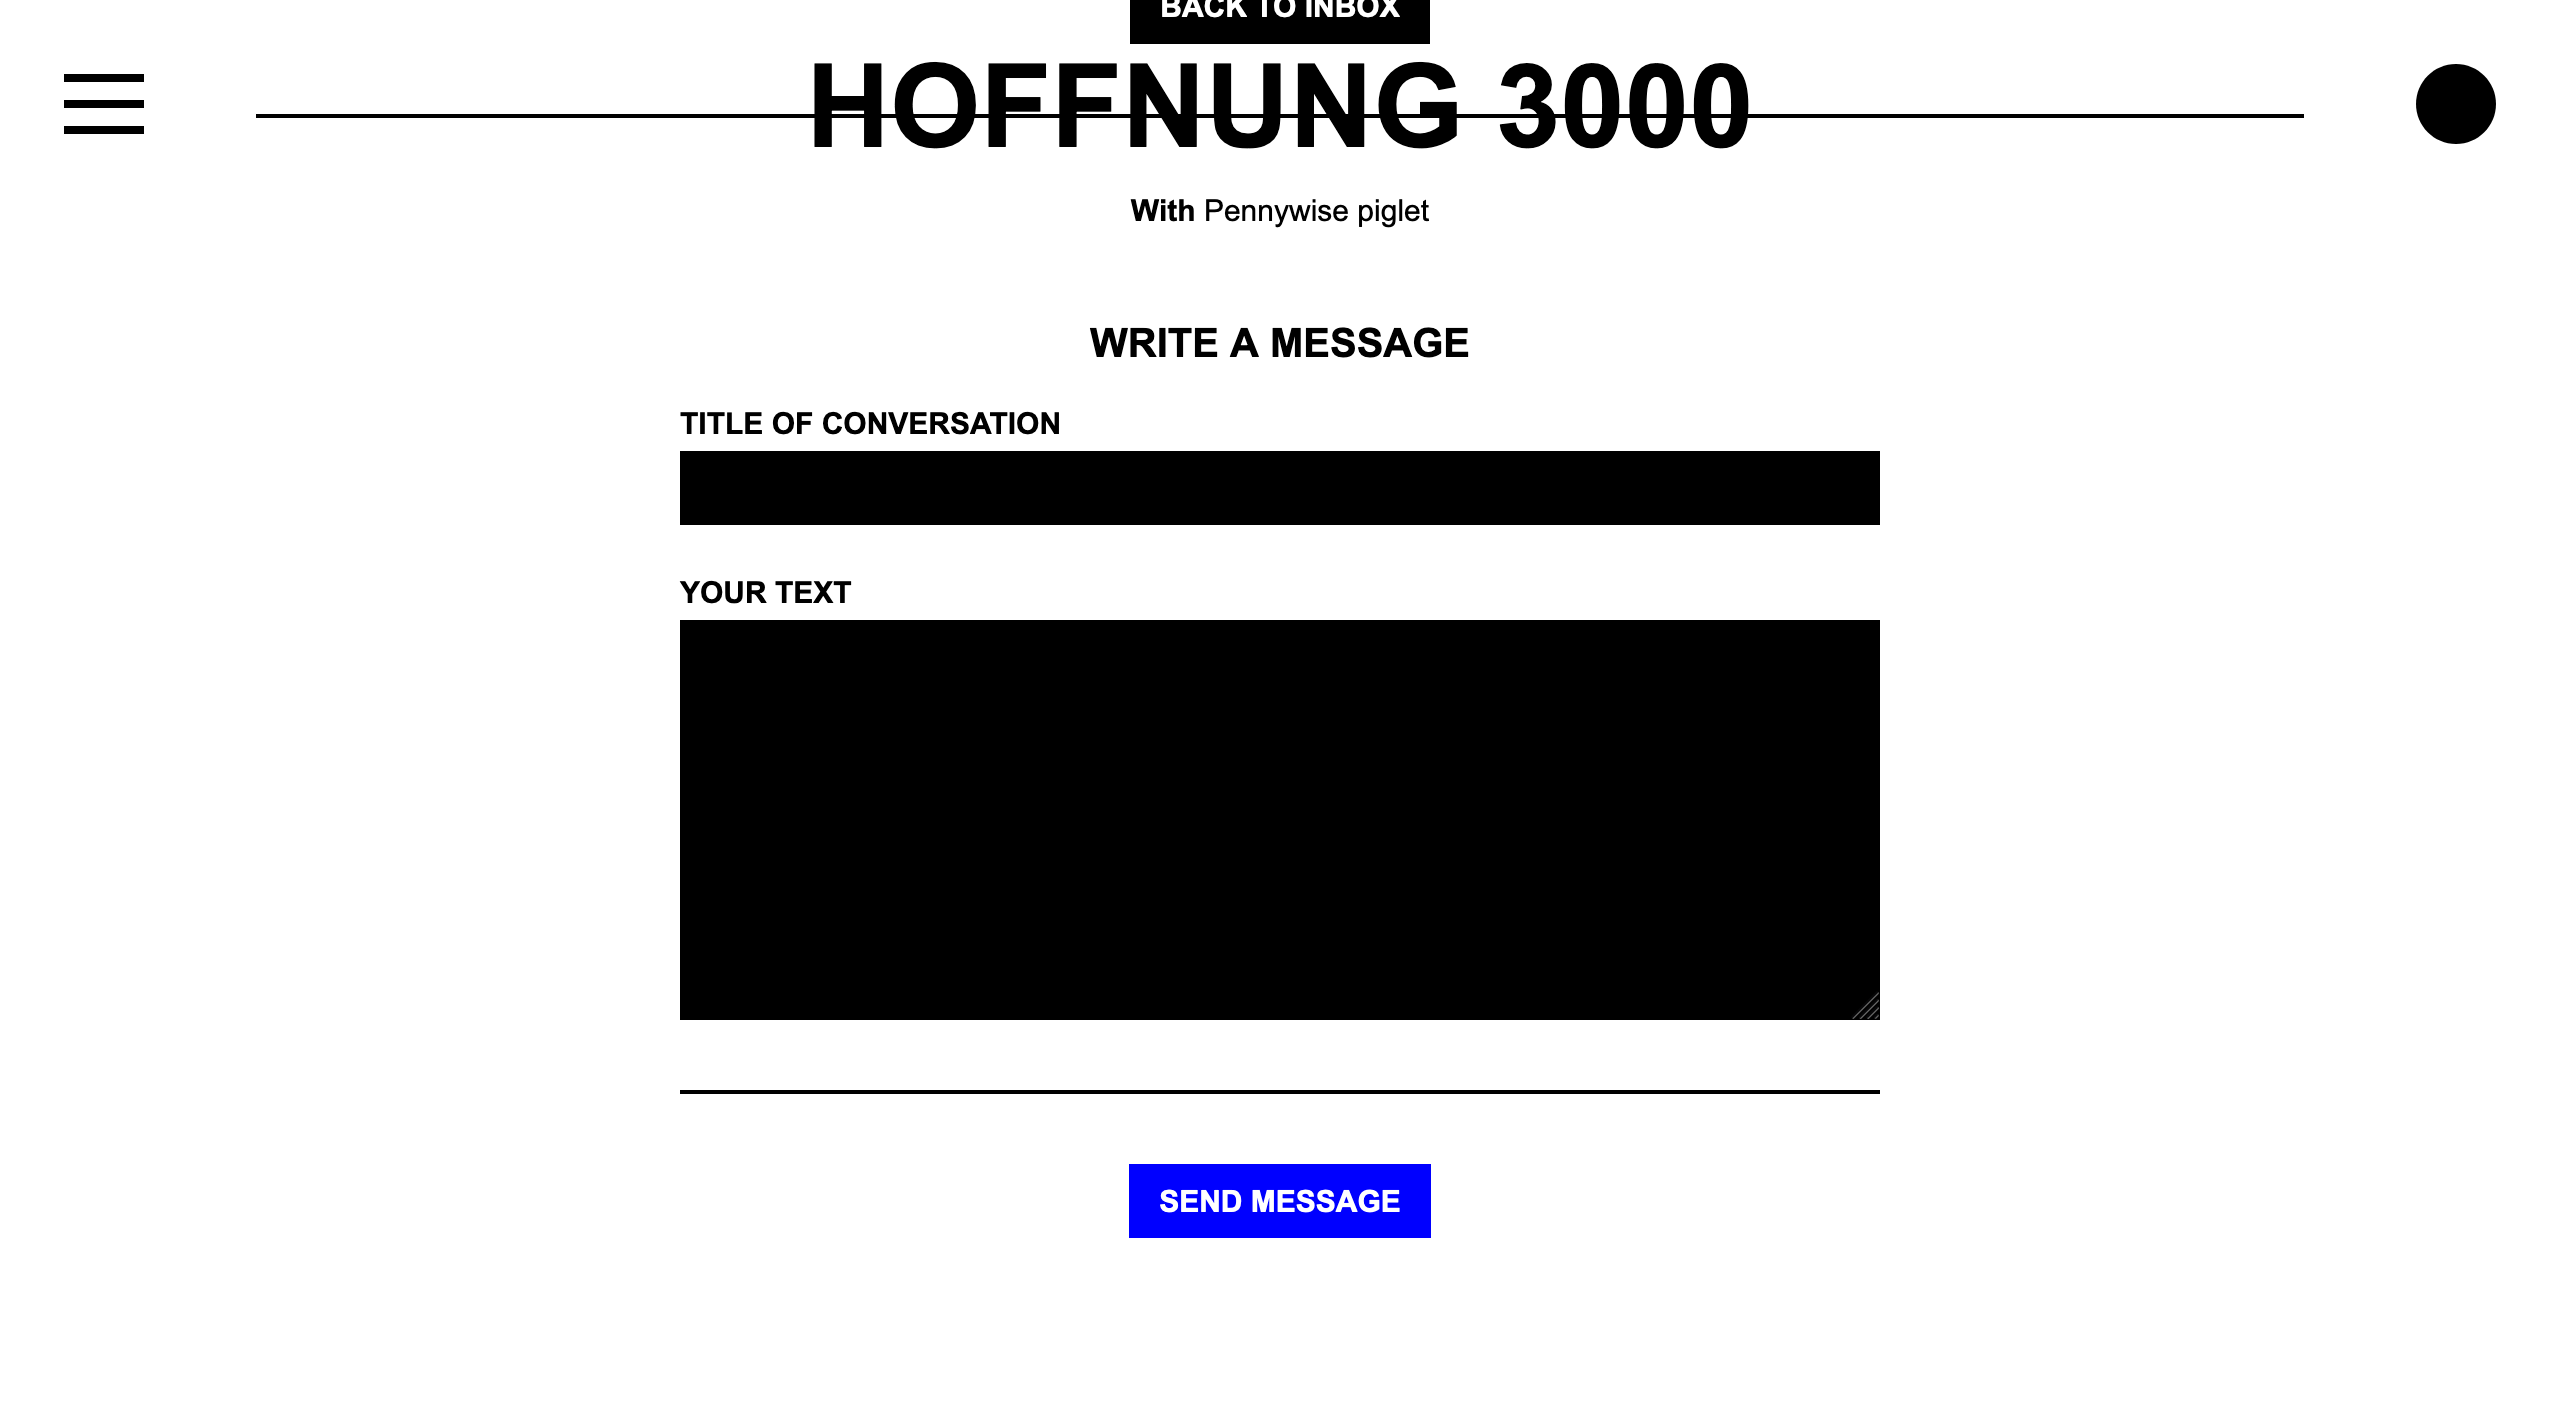 BACK TO INBOX
HOFFNUNG 3000
With Pennywise piglet
WRITE A MESSAGE
TITLE OF CONVERSATION
YOUR TEXT
SEND MESSAGE